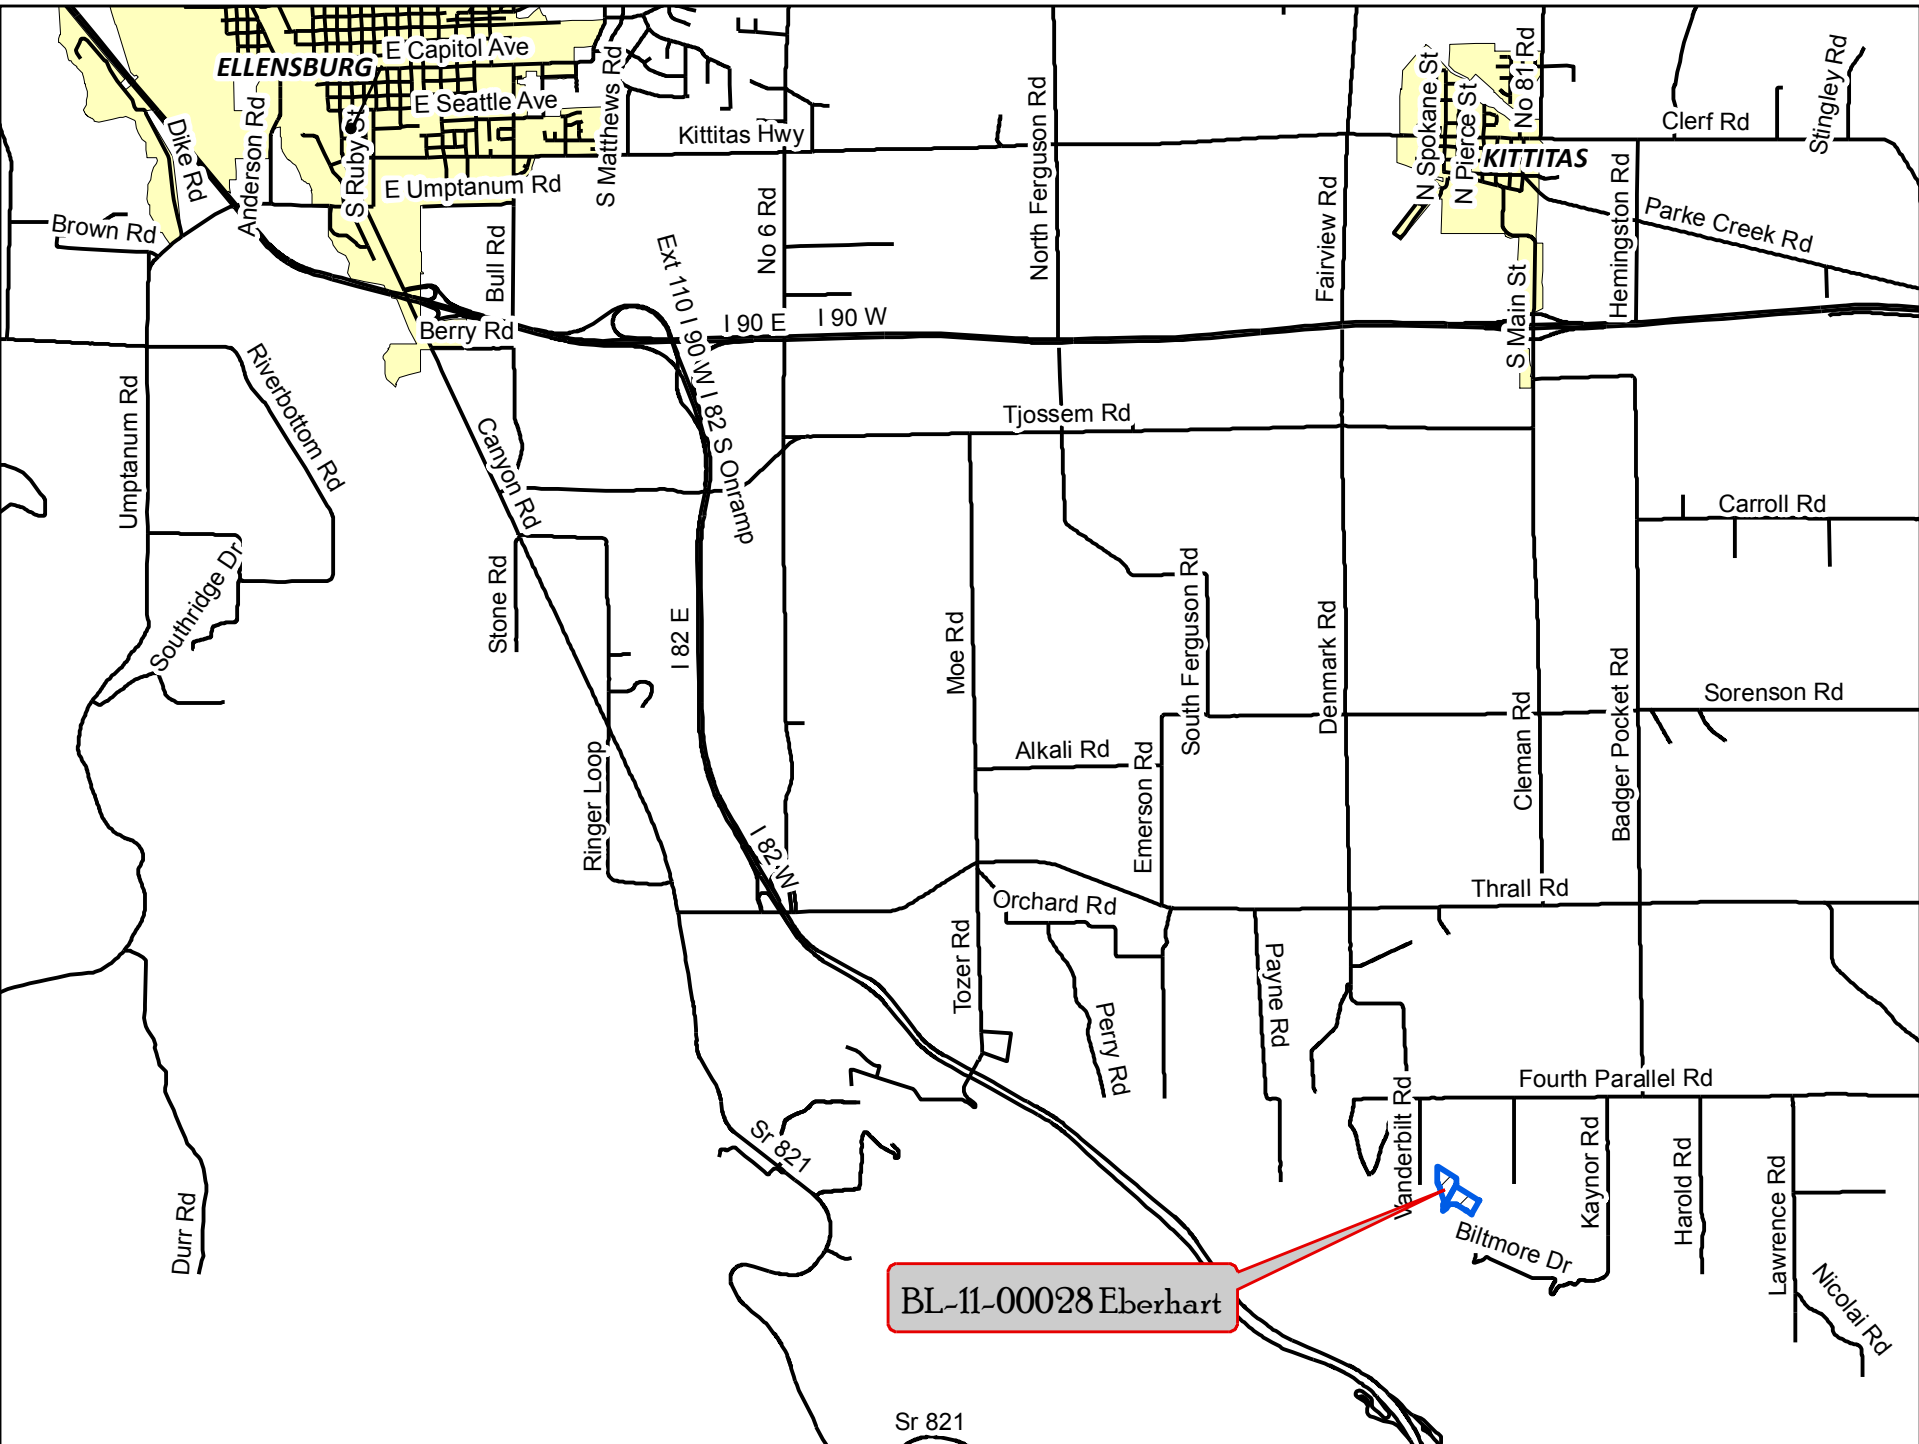 E Capitol Ave
ELLENSBURG
E Seattle Ave
S Matthews Rd
Kittitas Hwy
Dike Rd
Anderson Rd
S Ruby St
E Umptanum Rd
Brown Rd
Bull Rd
No 6 Rd
North Ferguson Rd
Fairview Rd
N Spokane St
N Pierce St
No 81 Rd
KITTITAS
Clerf Rd
Stingley Rd
Hemingston Rd
Parke Creek Rd
S Main St
Ext 110 I 90 W I 82 S Onramp
I 90 E
I 90 W
Berry Rd
Riverbottom Rd
Umptanum Rd
Canyon Rd
Tjossem Rd
Carroll Rd
Southridge Dr
Stone Rd
I 82 E
Moe Rd
South Ferguson Rd
Denmark Rd
Cleman Rd
Badger Pocket Rd
Sorenson Rd
Alkali Rd
Emerson Rd
Ringer Loop
I 82 W
Orchard Rd
Thrall Rd
Tozer Rd
Perry Rd
Payne Rd
Fourth Parallel Rd
Vanderbilt Rd
Sr 821
Durr Rd
Kaynor Rd
Harold Rd
Lawrence Rd
Biltmore Dr
Nicolai Rd
BL-11-00028 Eberhart
Sr 821